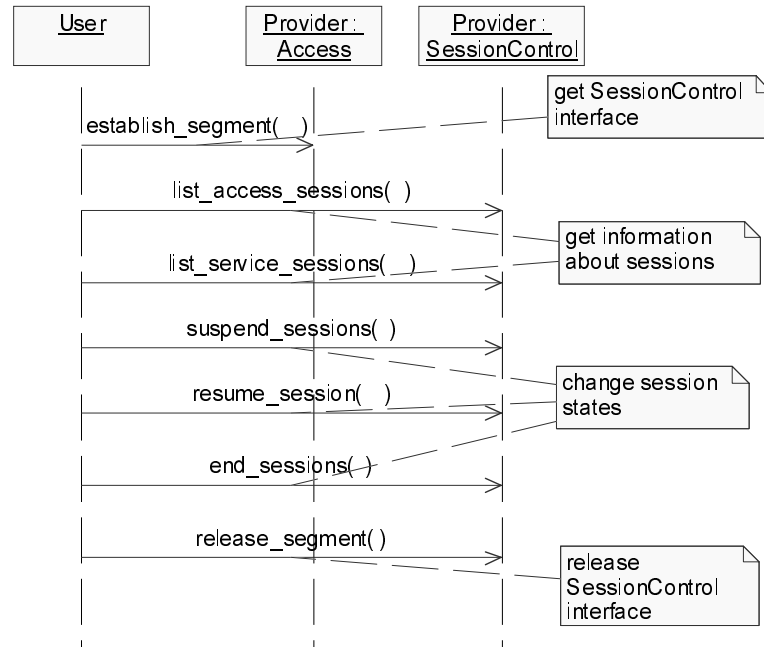 User
Provider :
Access
Provider :
SessionControl
get SessionControl
interface
establish_segment( )
list_access_sessions( )
get information
about sessions
list_service_sessions( )
suspend_sessions( )
change session
states
resume_session( )
end_sessions( )
release_segment()
release
SessionControl
interface